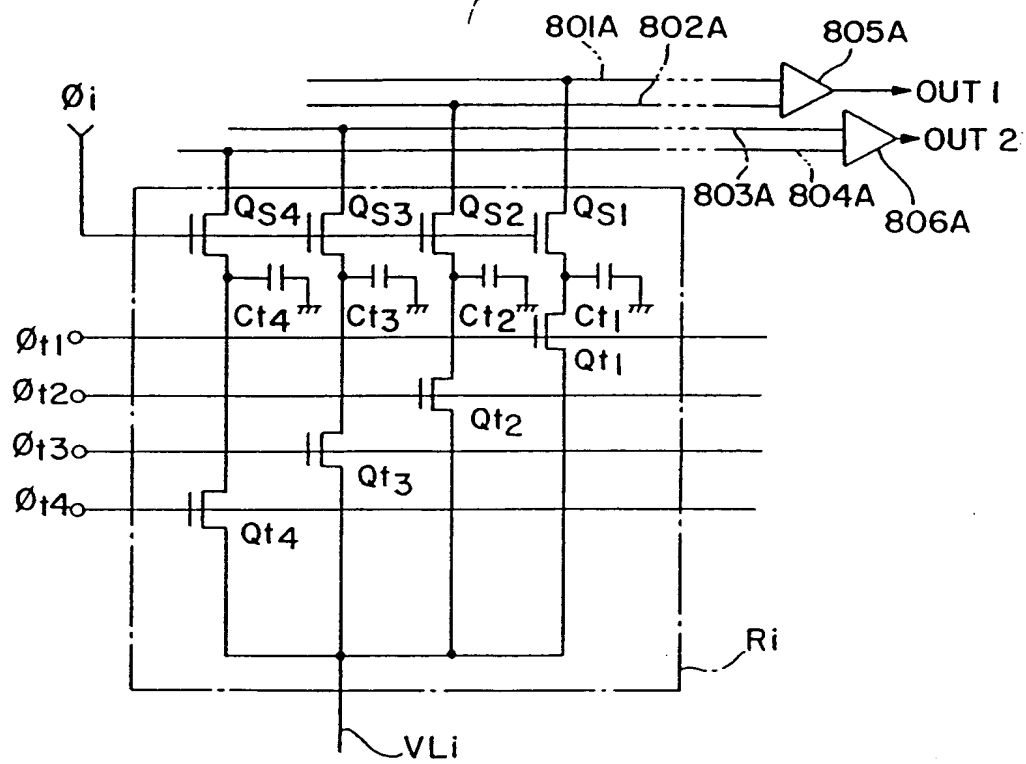 801A 802A 805A
Øi
OUT 1
OUT 2
803A 804A 806A
QS4 QS3 QS2 QS1
Ct4 Ct3 Ct2 Ct1
Øt1
Qt1
Øt2
Qt2
Øt3
Qt3
Øt4
Qt4
Ri
VLi